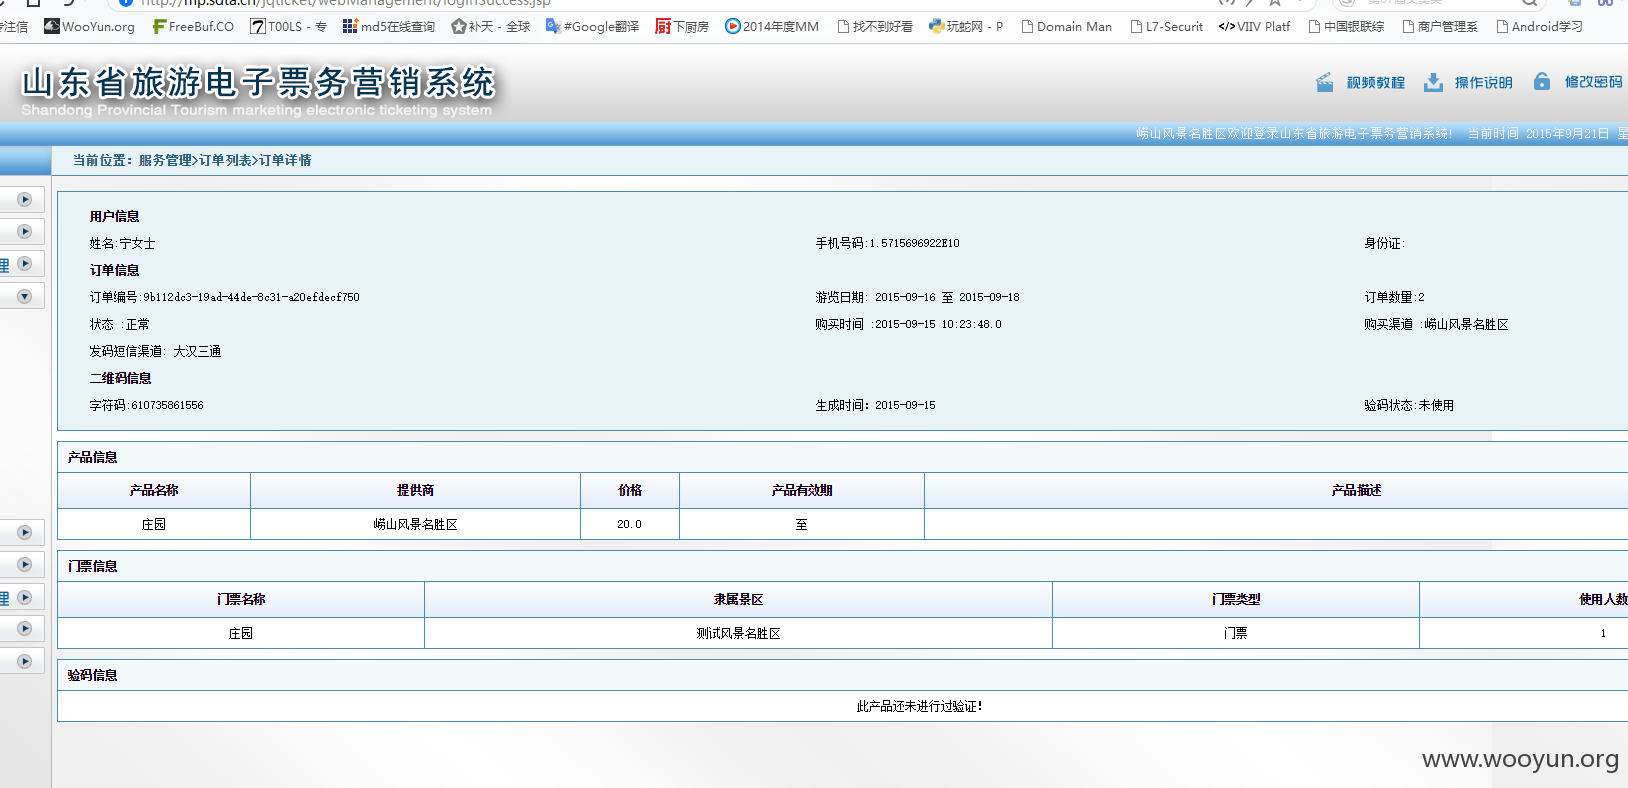 http://mp.sdta.cn/jqticket/webManagement/loginSuccess.jsp
注信 WooYun.org FreeBuf.CO T00LS - 专 md5在线查询 补天 - 全球 #Google翻译 下厨房 2014年度MM 找不到好看 玩蛇网 - P Domain Man L7-Securit VIIV Platf 中国银联综 商户管理系 Android学习
山东省旅游电子票务营销系统
Shandong Provincial Tourism marketing electronic ticketing system
视频教程 操作说明 修改密码
崂山风景名胜区欢迎登录山东省旅游电子票务营销系统! 当前时间 2015年9月21日 星
当前位置：服务管理>订单列表>订单详情
理
理
用户信息
姓名:宁女士 手机号码:1.5715696922E10 身份证:
订单信息
订单编号:9b112dc3-19ad-44de-8c31-a20efdecf750 游览日期: 2015-09-16 至 2015-09-18 订单数量:2
状态 :正常 购买时间 :2015-09-15 10:23:48.0 购买渠道 :崂山风景名胜区
发码短信渠道: 大汉三通
二维码信息
字符码:610735861556 生成时间: 2015-09-15 验码状态:未使用
产品信息
产品名称 提供商 价格 产品有效期 产品描述
庄园 崂山风景名胜区 20.0 至
门票信息
门票名称 隶属景区 门票类型 使用人数
庄园 测试风景名胜区 门票 1
验码信息
此产品还未进行过验证!
www.wooyun.org